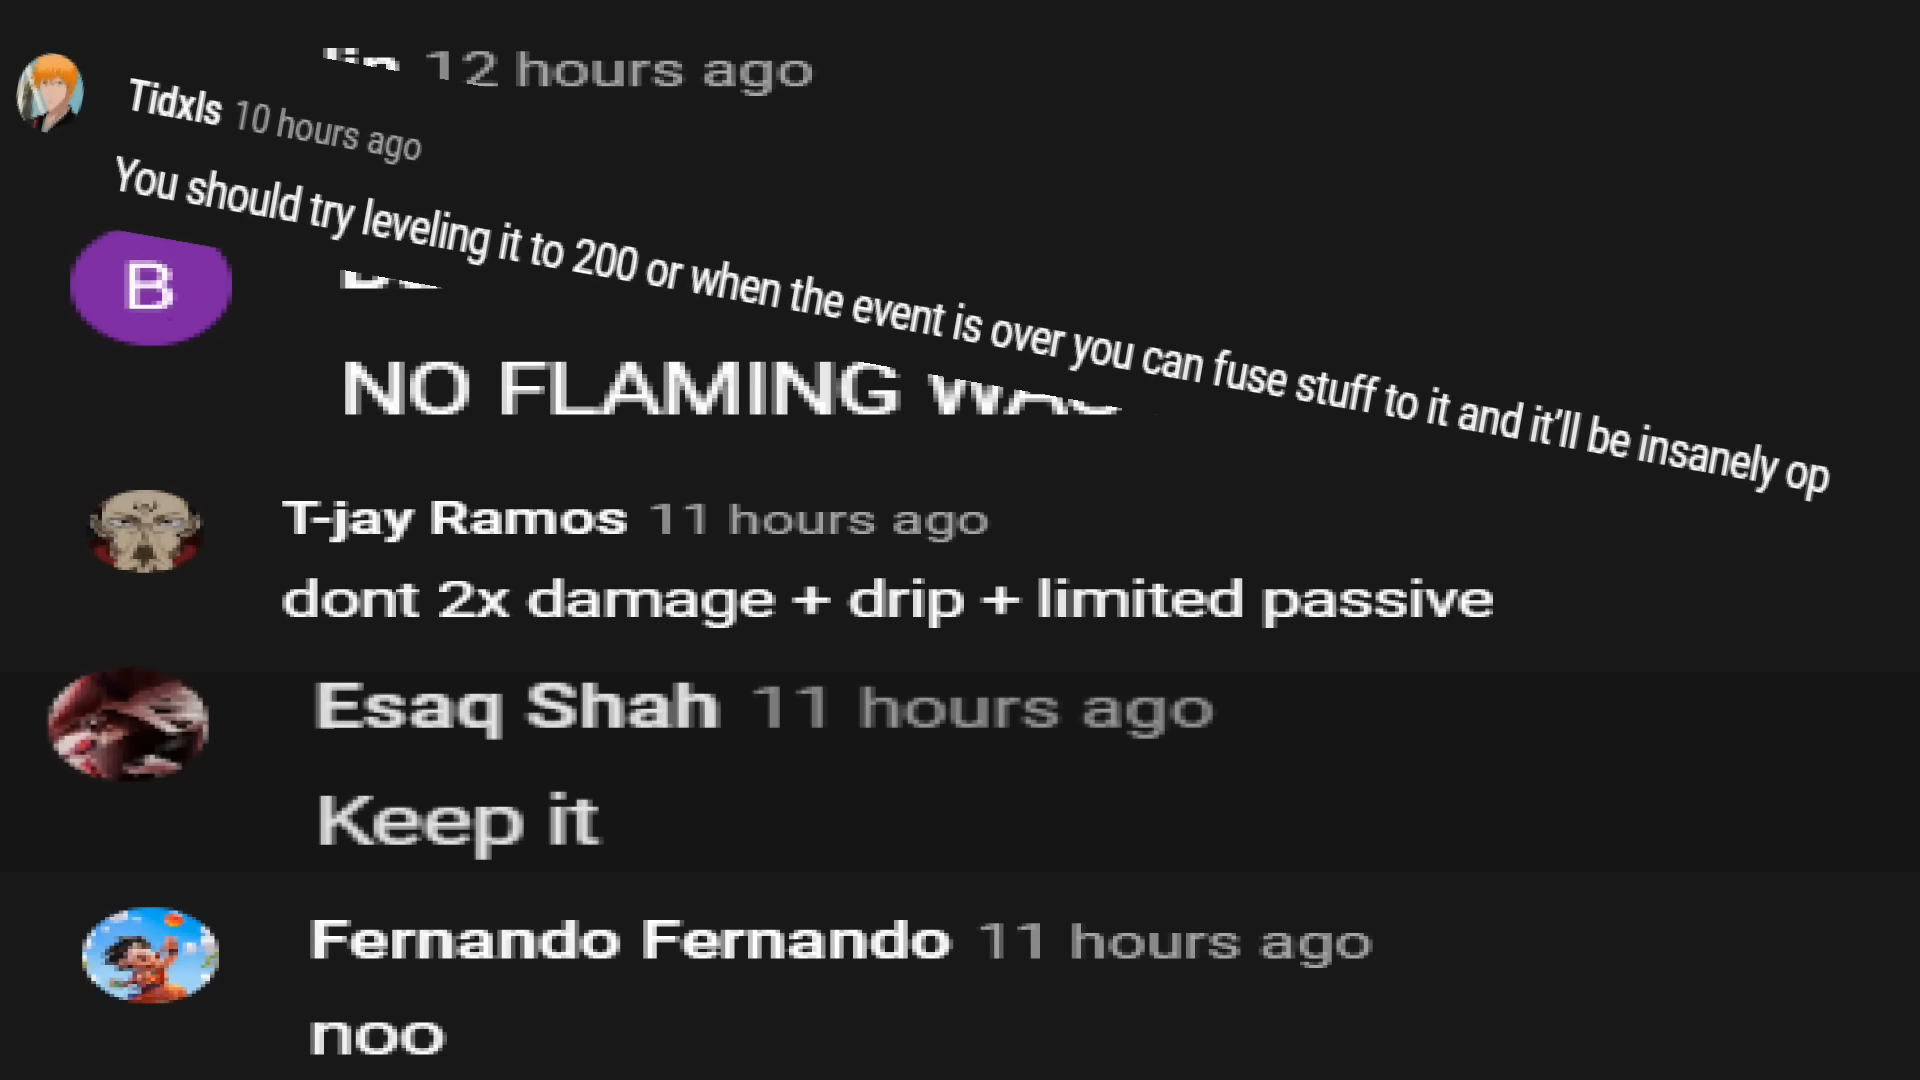 12 hours ago
Tidxls 10 hours ago
You should try leveling it to 200 or when the event is over you can fuse stuff to it and it'll be insanely op
B
NO FLAMING
T-jay Ramos 11 hours ago
dont 2x damage + drip + limited passive
Esaq Shah 11 hours ago
Keep it
Fernando Fernando 11 hours ago
noo